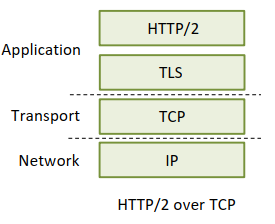 HTTP/2
Application
TLS
Transport
TCP
Network
IP
HTTP/2 over TCP